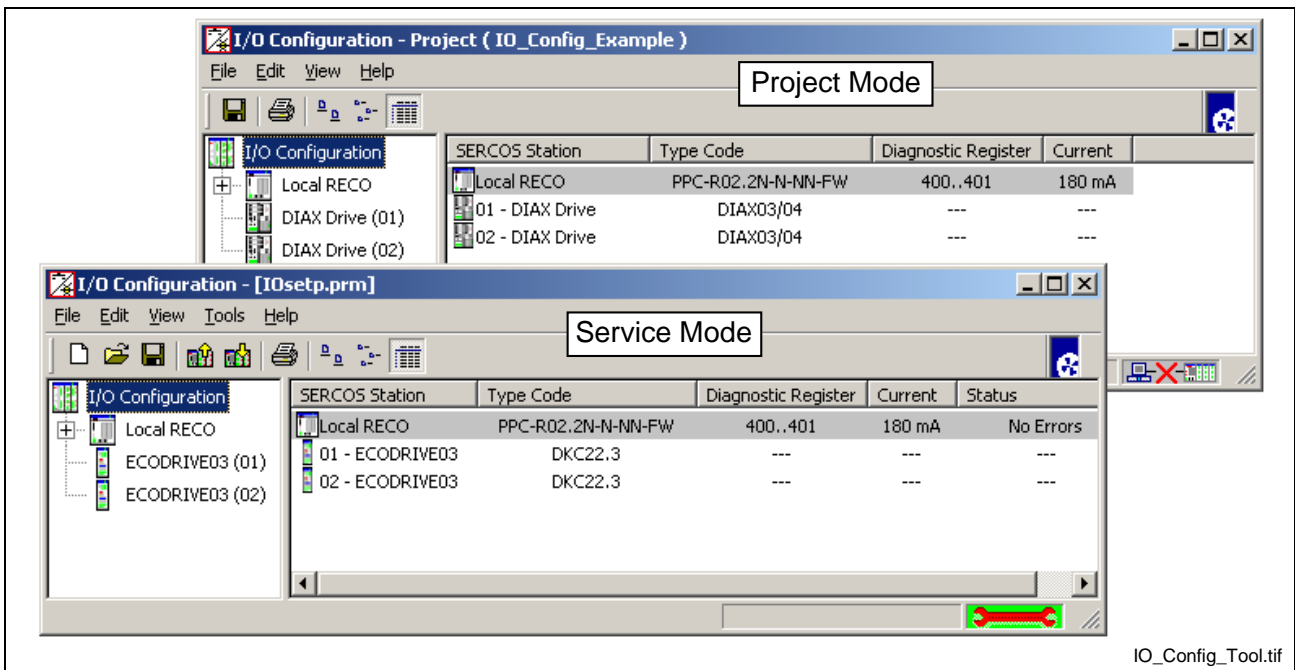 I/O Configuration - Project ( IO_Config_Example )
File Edit View Help
Project Mode
I/O Configuration
Local RECO
DIAX Drive (01)
DIAX Drive (02)
SERCOS Station Type Code Diagnostic Register Current
Local RECO PPC-R02.2N-N-NN-FW 400..401 180 mA
01 - DIAX Drive DIAX03/04 --- ---
02 - DIAX Drive DIAX03/04 --- ---
I/O Configuration - [IOsetp.prm]
File Edit View Tools Help
Service Mode
I/O Configuration
Local RECO
ECODRIVE03 (01)
ECODRIVE03 (02)
SERCOS Station Type Code Diagnostic Register Current Status
Local RECO PPC-R02.2N-N-NN-FW 400..401 180 mA No Errors
01 - ECODRIVE03 DKC22.3 --- --- ---
02 - ECODRIVE03 DKC22.3 --- --- ---
IO_Config_Tool.tif